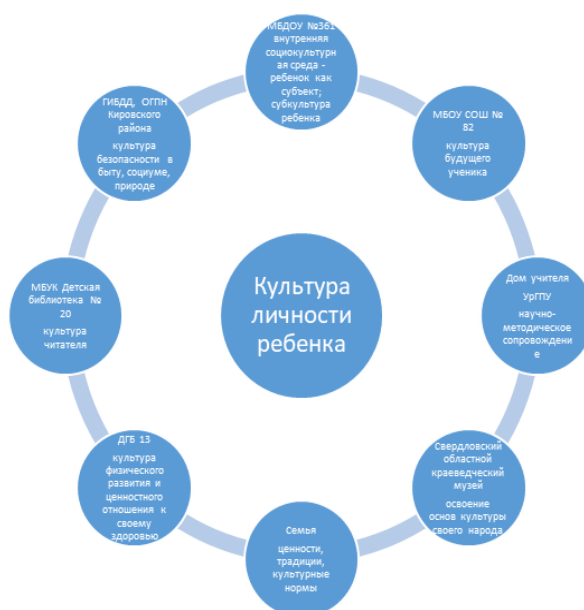 МБДОУ №361
внутренняя
социокультурн
ая среда -
ребенок как
субъект;
субкультура
ребенка
МБОУ СОШ №
82
культура
будущего
ученика
Дом учителя
УрГПУ
научно-
методическое
сопровождени
е
Свердловский
областной
краеведческий
музей
освоение
основ культуры
своего народа
Семья
ценности,
традиции,
культурные
нормы
ДГБ 13
культура
физического
развития и
ценностного
отношения к
своему
здоровью
МБУК Детская
библиотека №
20
культура
читателя
ГИБДД, ОГПН
Кировского
района
культура
безопасности в
быту, социуме,
природе
Культура
личности
ребенка